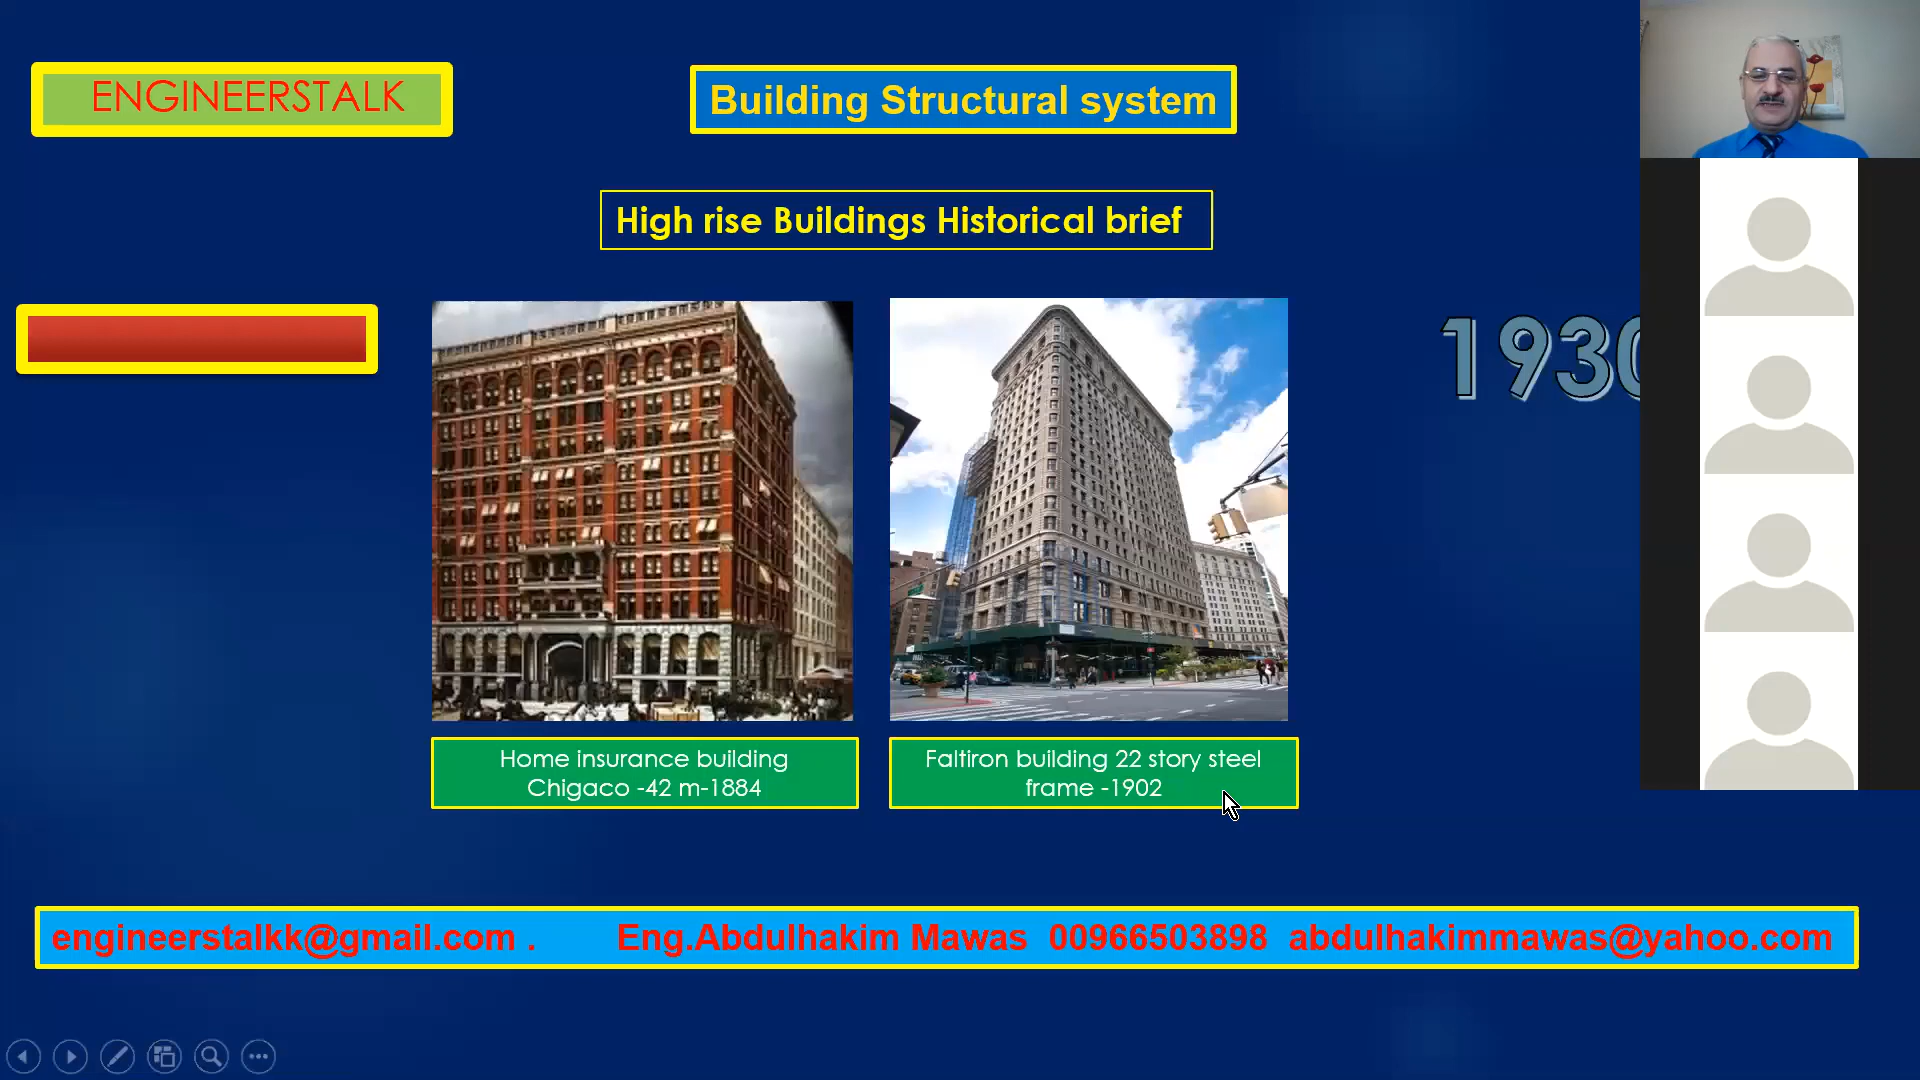 ENGINEERSTALK
Building Structural system
High rise Buildings Historical brief
1930
Home insurance building
Chigaco -42 m-1884
Faltiron building 22 story steel
frame -1902
engineerstalkk@gmail.com . Eng.Abdulhakim Mawas 00966503898 abdulhakimmawas@yahoo.com